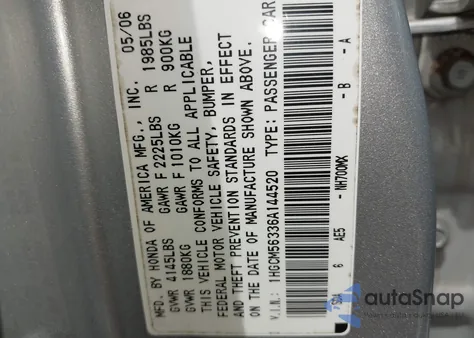 MFD. BY HONDA OF AMERICA MFG., INC. 05/06
GVWR 4145LBS GAWR F 2225LBS R 1985LBS
GVWR 1880KG GAWR F 1010KG R 900KG
THIS VEHICLE CONFORMS TO ALL APPLICABLE
FEDERAL MOTOR VEHICLE SAFETY, BUMPER,
AND THEFT PREVENTION STANDARDS IN EFFECT
ON THE DATE OF MANUFACTURE SHOWN ABOVE.
V.I.N.: 1HGCM56336A144520 TYPE: PASSENGER CAR
6 AE5 NH700MX - B - A
autoSnap